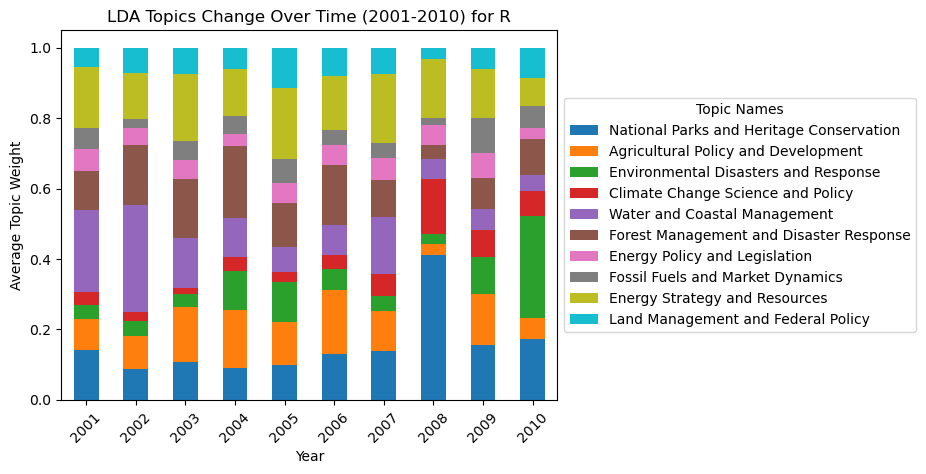 LDA Topics Change Over Time (2001-2010) for R
Average Topic Weight
1.0
0.8
0.6
0.4
0.2
0.0
2001
2002
2003
2004
2005
2006
2007
2008
2009
2010
Year
Topic Names
National Parks and Heritage Conservation
Agricultural Policy and Development
Environmental Disasters and Response
Climate Change Science and Policy
Water and Coastal Management
Forest Management and Disaster Response
Energy Policy and Legislation
Fossil Fuels and Market Dynamics
Energy Strategy and Resources
Land Management and Federal Policy